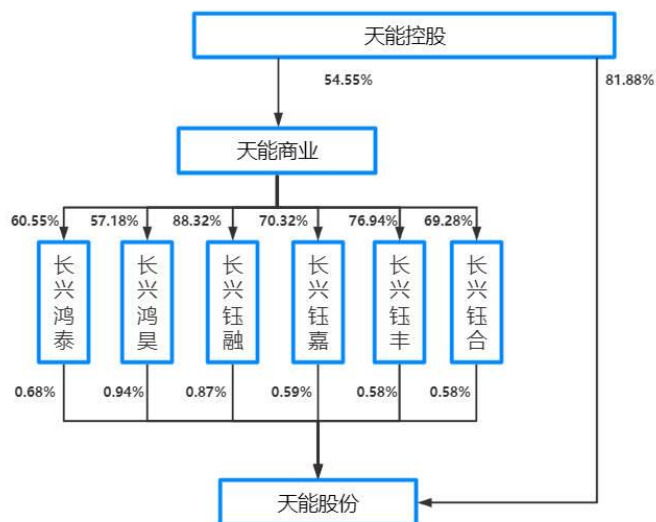 天能控股
54.55%
81.88%
天能商业
60.55%
57.18%
88.32%
70.32%
76.94%
69.28%
长兴鸿泰
长兴鸿昊
长兴钰融
长兴钰嘉
长兴钰丰
长兴钰合
0.68%
0.94%
0.87%
0.59%
0.58%
0.58%
天能股份